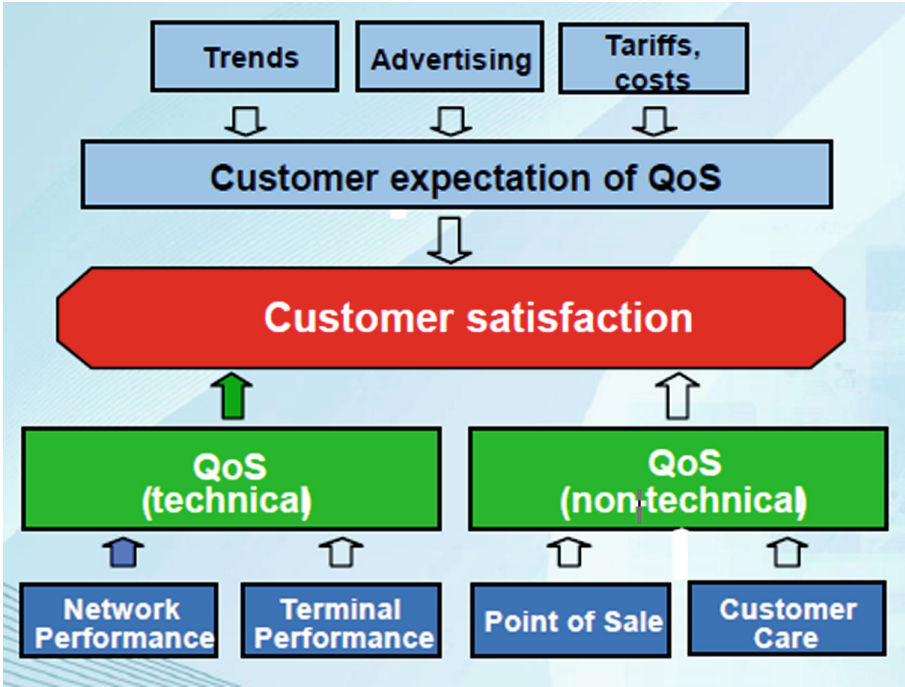 Trends
Advertising
Tariffs,
costs
Customer expectation of QoS
Customer satisfaction
QoS
(technical)
QoS
(non-technical)
Network
Performance
Terminal
Performance
Point of Sale
Customer
Care